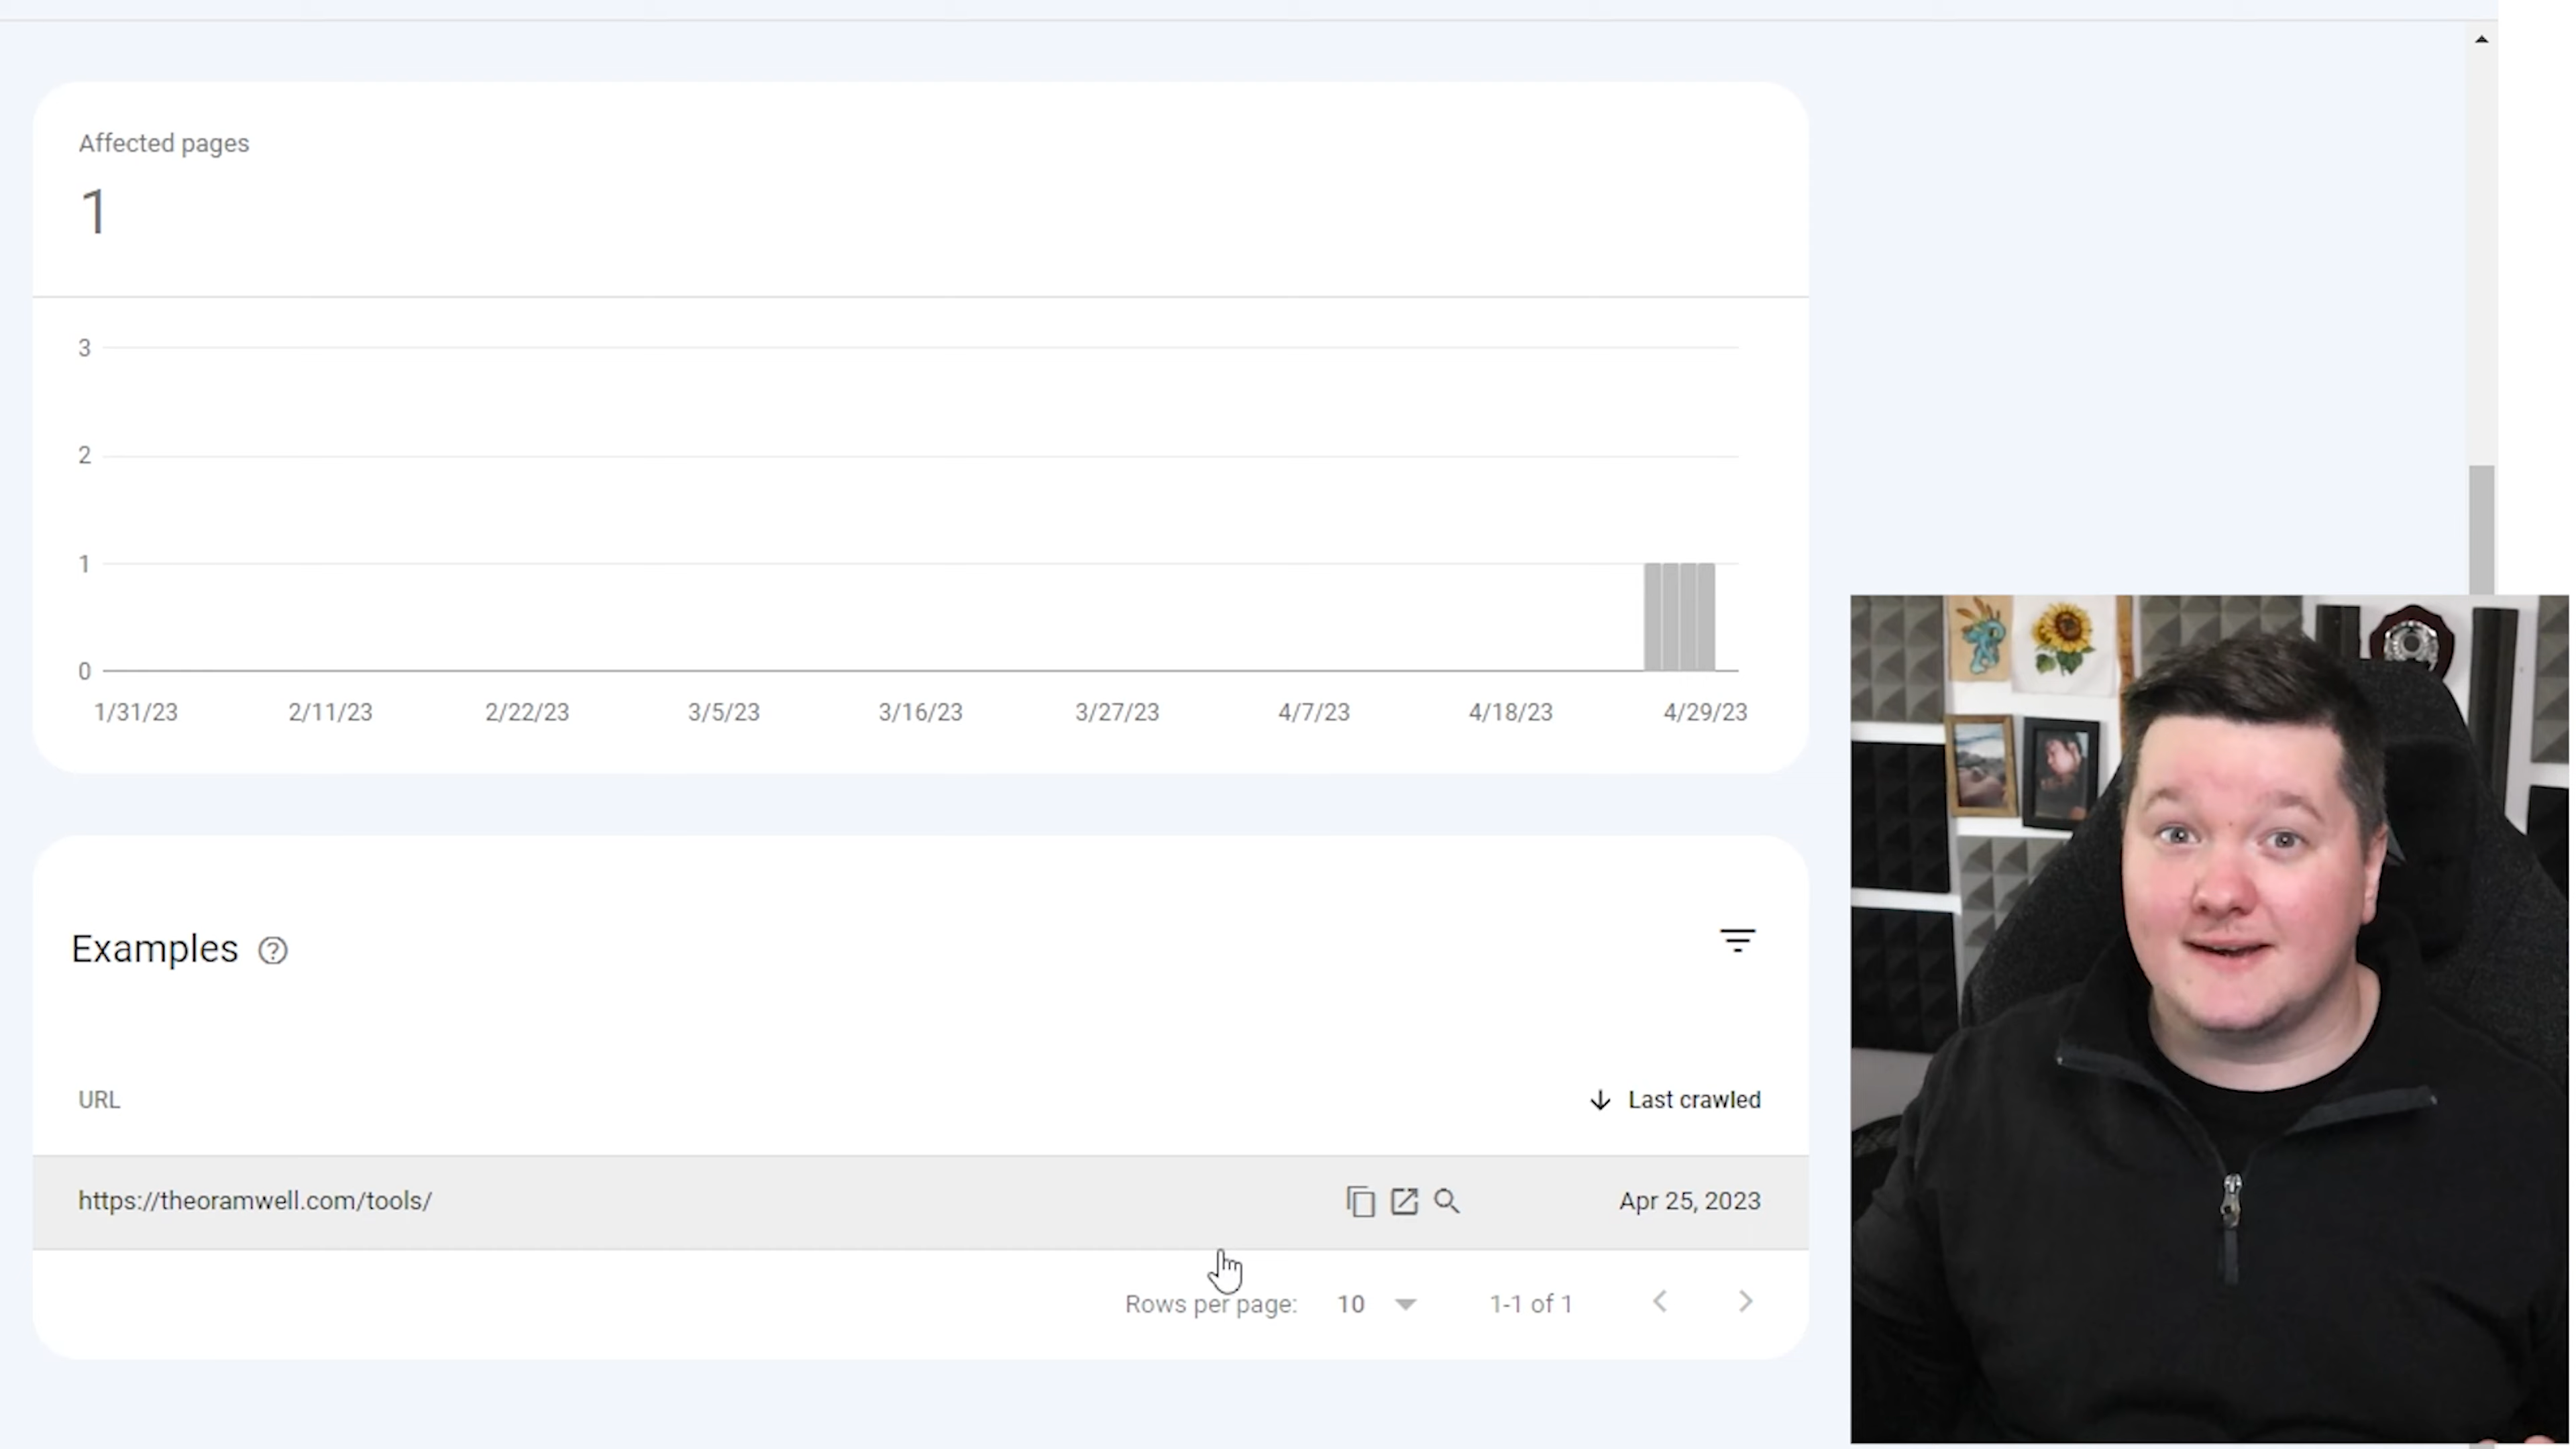 Affected pages
1
3
2
1
0
1/31/23 2/11/23 2/22/23 3/5/23 3/16/23 3/27/23 4/7/23 4/18/23 4/29/23
Examples
URL Last crawled
https://theoramwell.com/tools/ Apr 25, 2023
Rows per page: 10 1-1 of 1